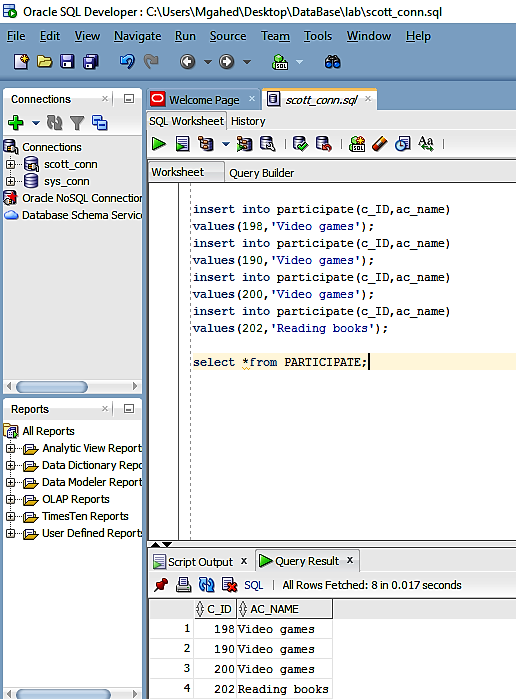 Oracle SQL Developer : C:\Users\Mgahed\Desktop\DataBase\lab\scott_conn.sql
File Edit View Navigate Run Source Team Tools Window Help
SQL
Connections
Connections
scott_conn
sys_conn
Oracle NoSQL Connection
Database Schema Servic
Reports
All Reports
Analytic View Report
Data Dictionary Repo
Data Modeler Report
OLAP Reports
TimesTen Reports
User Defined Reports
Welcome Page
scott_conn.sql
SQL Worksheet History
SQL
Aa
Worksheet Query Builder
insert into participate(c_ID,ac_name)
values(198,'Video games');
insert into participate(c_ID,ac_name)
values(190,'Video games');
insert into participate(c_ID,ac_name)
values(200,'Video games');
insert into participate(c_ID,ac_name)
values(202,'Reading books');
select *from PARTICIPATE;
Script Output x Query Result x
SQL | All Rows Fetched: 8 in 0.017 seconds
C_ID AC_NAME
1 198 Video games
2 190 Video games
3 200 Video games
4 202 Reading books